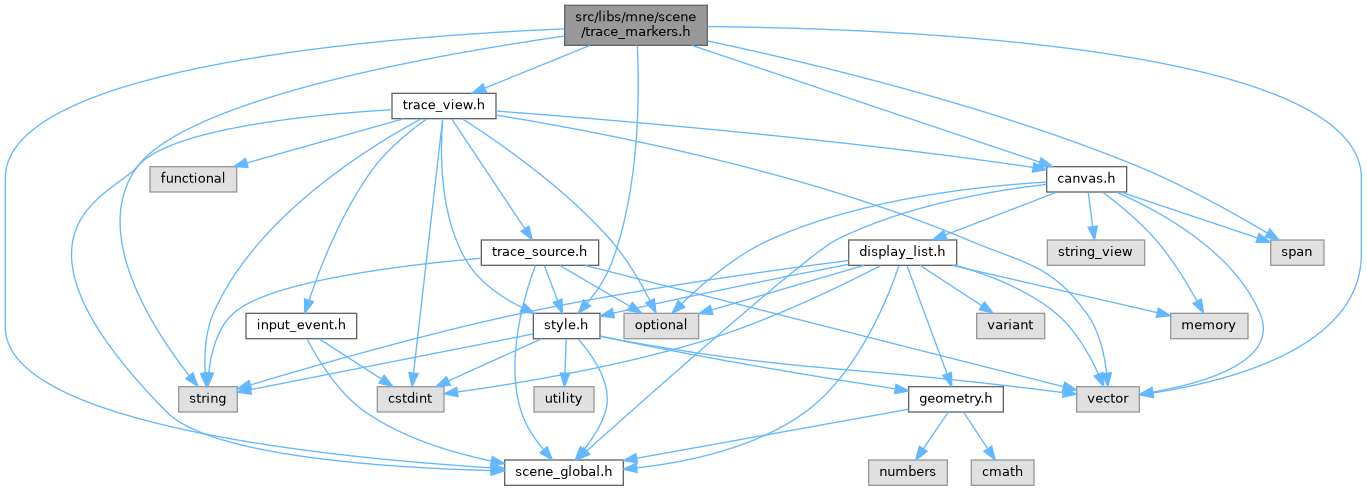 src/libs/mne/scene
/trace_markers.h
trace_view.h
functional
canvas.h
trace_source.h
display_list.h
string_view
span
input_event.h
style.h
optional
variant
memory
string
cstdint
utility
geometry.h
vector
scene_global.h
numbers
cmath